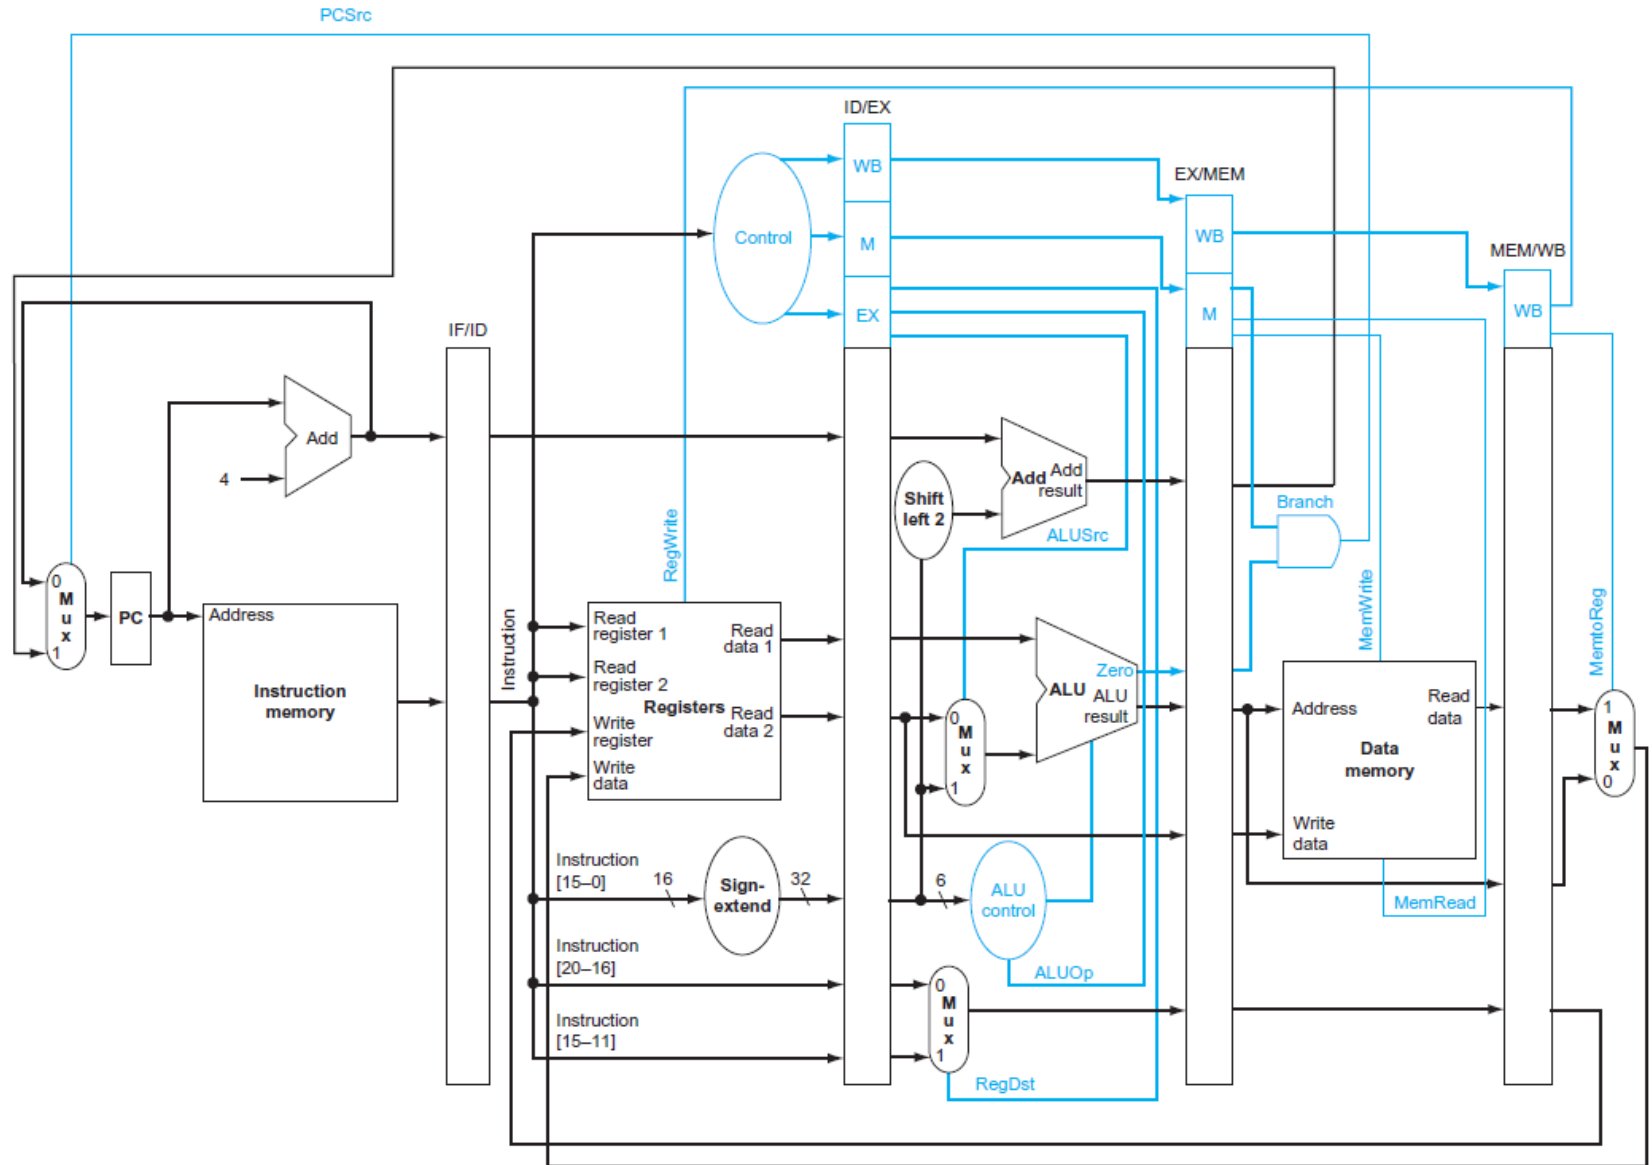 PCSrc
ID/EX
WB
EX/MEM
Control
M
WB
MEM/WB
EX
M
WB
IF/ID
Add
4
Shift
left 2
Add
Add
result
Branch
ALUSrc
RegWrite
MemWrite
MemtoReg
0
M
u
x
1
PC
Address
Instruction
memory
Instruction
Read
register 1
Read
register 2
Write
register
Write
data
Registers
Read
data 1
Read
data 2
0
M
u
x
1
ALU
Zero
ALU
result
Address
Read
data
Data
memory
Write
data
1
M
u
x
0
Instruction
[15–0]
16
Sign-
extend
32
6
ALU
control
MemRead
Instruction
[20–16]
ALUOp
0
M
u
x
1
Instruction
[15–11]
RegDst